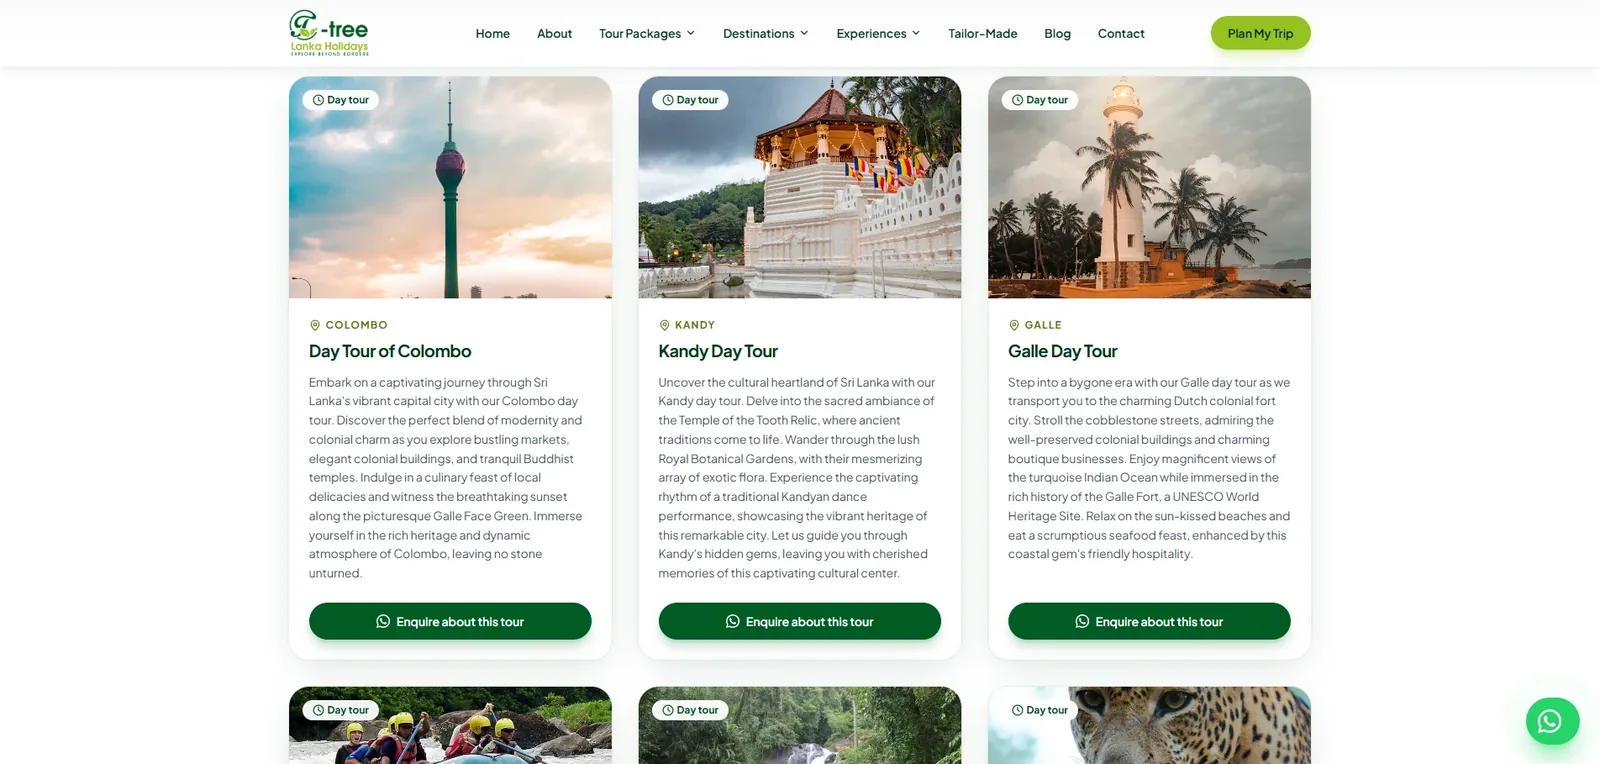 -tree
Lanka Holidays
EXPLORE BEYOND BORDERS
Home
About
Tour Packages
Destinations
Experiences
Tailor-Made
Blog
Contact
Plan My Trip
Day tour
COLOMBO
Day Tour of Colombo
Embark on a captivating journey through Sri
Lanka's vibrant capital city with our Colombo day
tour. Discover the perfect blend of modernity and
colonial charm as you explore bustling markets,
elegant colonial buildings, and tranquil Buddhist
temples. Indulge in a culinary feast of local
delicacies and witness the breathtaking sunset
along the picturesque Galle Face Green. Immerse
yourself in the rich heritage and dynamic
atmosphere of Colombo, leaving no stone
unturned.
Enquire about this tour
Day tour
KANDY
Kandy Day Tour
Uncover the cultural heartland of Sri Lanka with our
Kandy day tour. Delve into the sacred ambiance of
the Temple of the Tooth Relic, where ancient
traditions come to life. Wander through the lush
Royal Botanical Gardens, with their mesmerizing
array of exotic flora. Experience the captivating
rhythm of a traditional Kandyan dance
performance, showcasing the vibrant heritage of
this remarkable city. Let us guide you through
Kandy's hidden gems, leaving you with cherished
memories of this captivating cultural center.
Enquire about this tour
Day tour
GALLE
Galle Day Tour
Step into a bygone era with our Galle day tour as we
transport you to the charming Dutch colonial fort
city. Stroll the cobblestone streets, admiring the
well-preserved colonial buildings and charming
boutique businesses. Enjoy magnificent views of
the turquoise Indian Ocean while immersed in the
rich history of the Galle Fort, a UNESCO World
Heritage Site. Relax on the sun-kissed beaches and
eat a scrumptious seafood feast, enhanced by this
coastal gem's friendly hospitality.
Enquire about this tour
Day tour
Day tour
Day tour